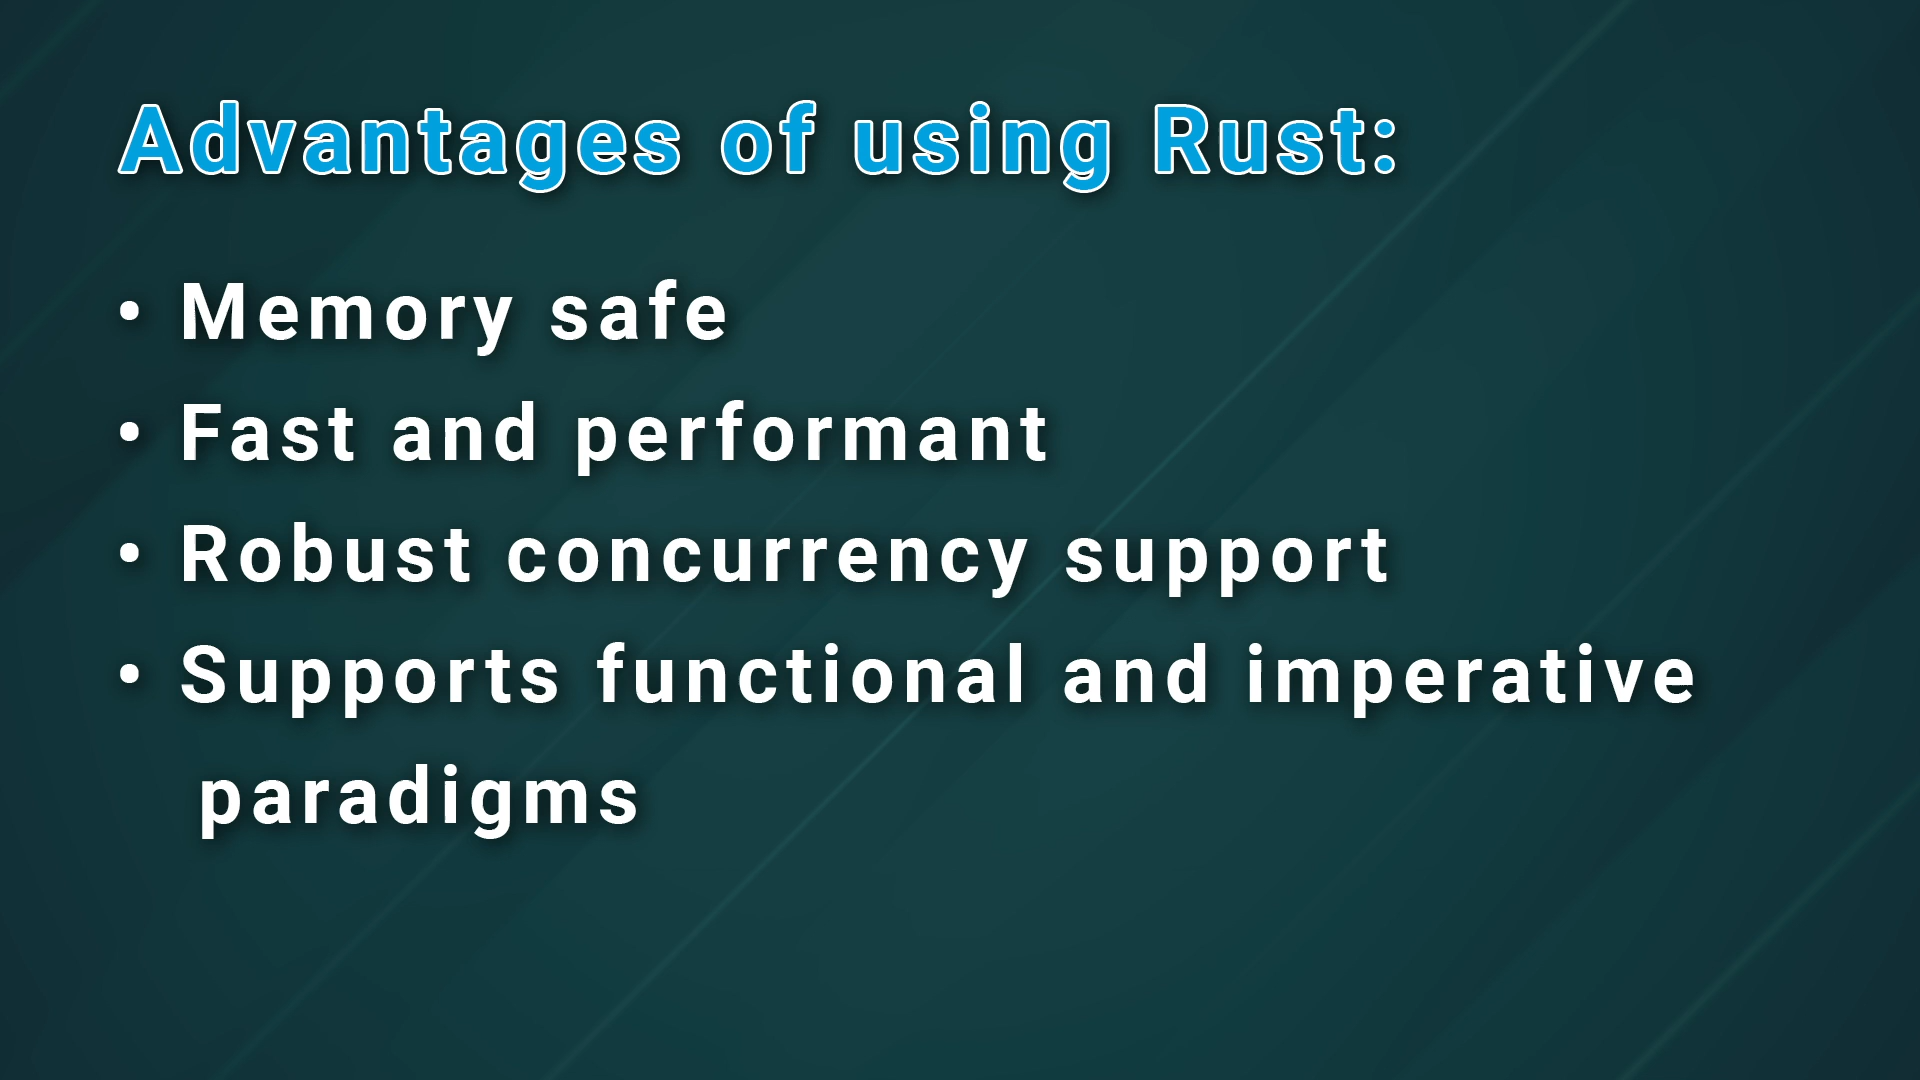 Advantages of using Rust:
• Memory safe
• Fast and performant
• Robust concurrency support
• Supports functional and imperative
paradigms